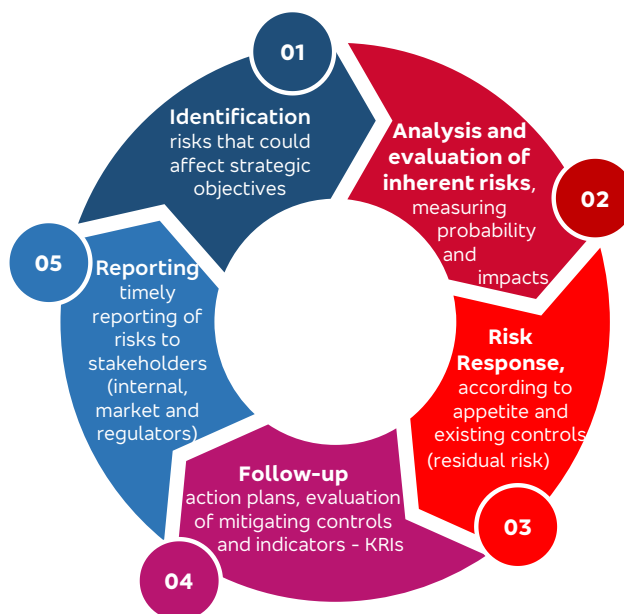 01
Identification
risks that could
affect strategic
objectives
02
Analysis and
evaluation of
inherent risks,
measuring
probability
and
impacts
03
Risk
Response,
according to
appetite and
existing controls
(residual risk)
04
Follow-up
action plans, evaluation
of mitigating controls
and indicators - KRIs
05
Reporting
timely
reporting of
risks to
stakeholders
(internal,
market and
regulators)